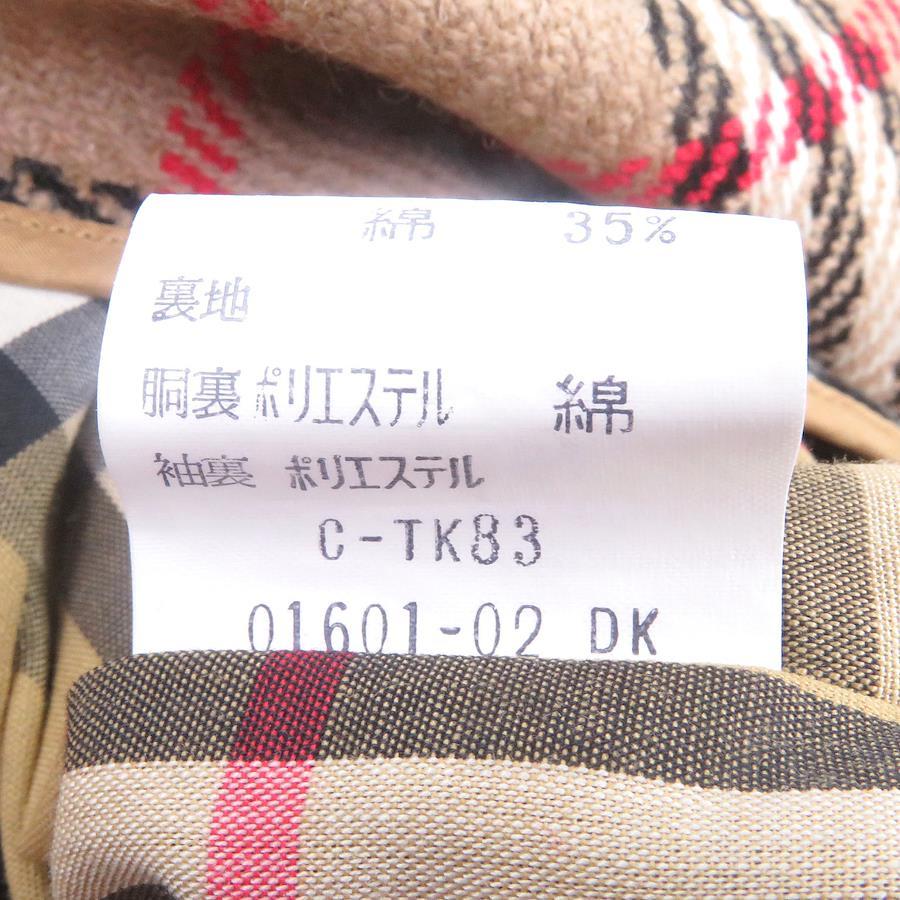 綿 35%
裏地
胴裏 ポリエステル 綿
袖裏 ポリエステル
C-TK83
01601-02 DK